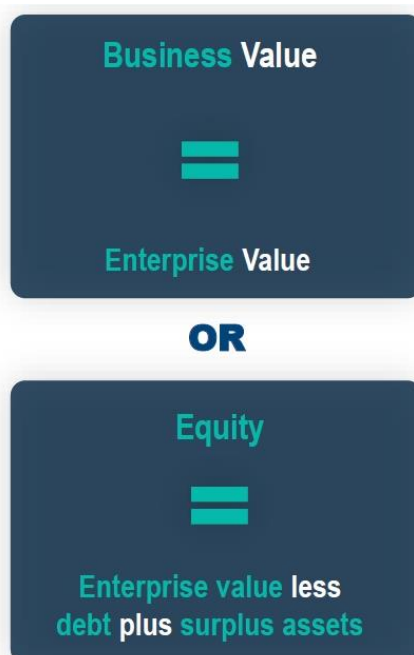 Business Value
=
Enterprise Value
OR
Equity
=
Enterprise value less
debt plus surplus assets